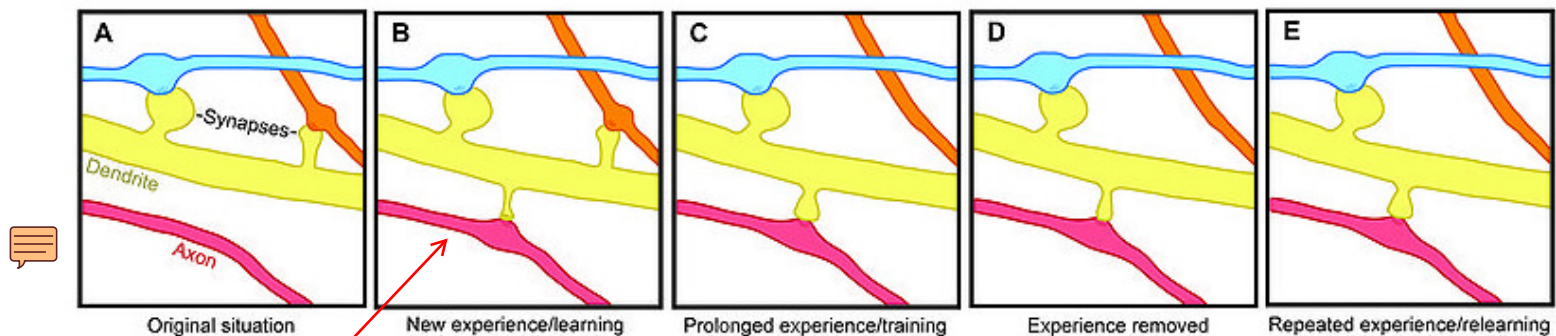 A
B
C
D
E
-Synapses-
Dendrite
Axon
Original situation
New experience/learning
Prolonged experience/training
Experience removed
Repeated experience/relearning